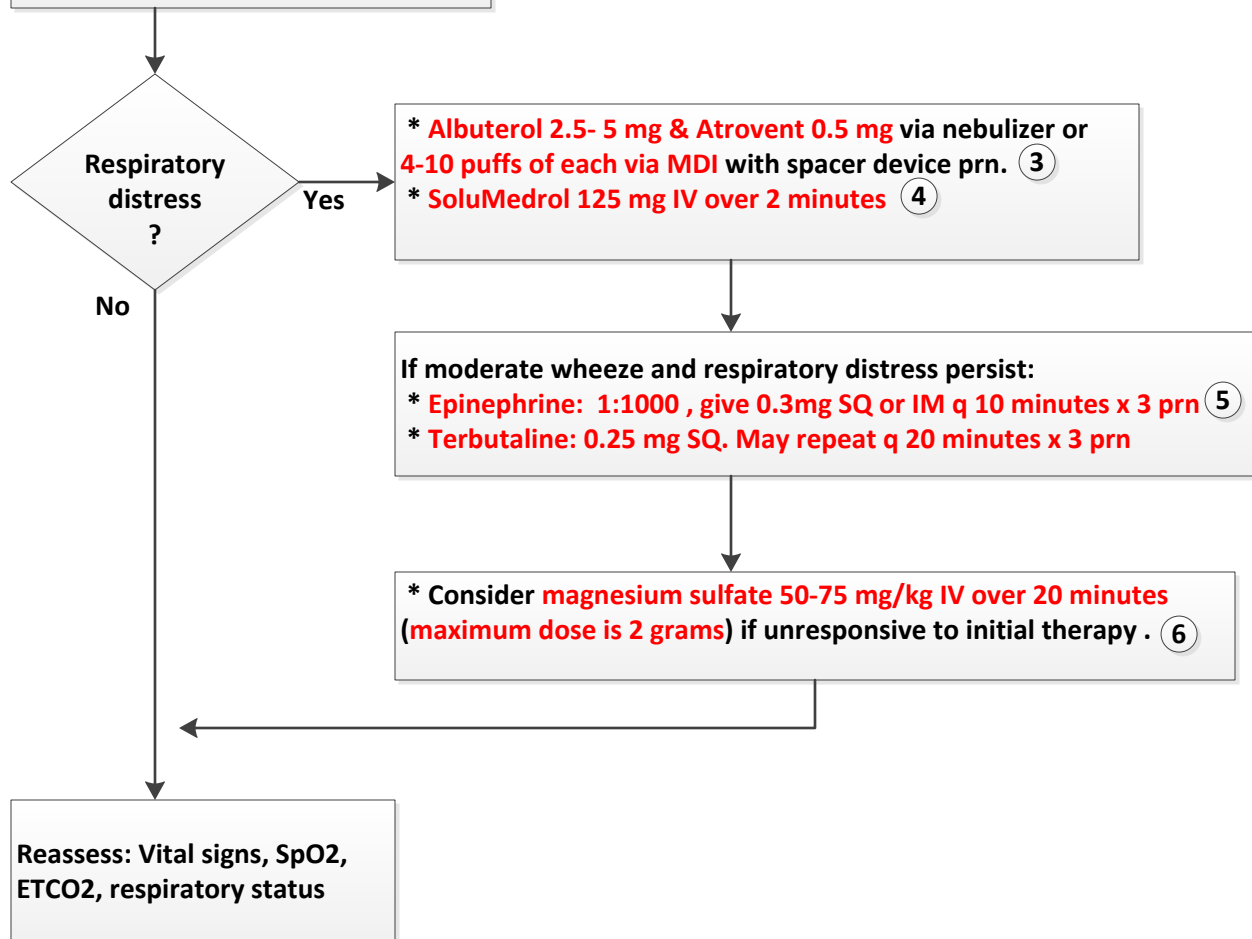 Respiratory
distress
?
Yes
No
* Albuterol 2.5- 5 mg & Atrovent 0.5 mg via nebulizer or
4-10 puffs of each via MDI with spacer device prn. 3
* SoluMedrol 125 mg IV over 2 minutes 4
If moderate wheeze and respiratory distress persist:
* Epinephrine: 1:1000 , give 0.3mg SQ or IM q 10 minutes x 3 prn 5
* Terbutaline: 0.25 mg SQ. May repeat q 20 minutes x 3 prn
* Consider magnesium sulfate 50-75 mg/kg IV over 20 minutes
(maximum dose is 2 grams) if unresponsive to initial therapy . 6
Reassess: Vital signs, SpO2,
ETCO2, respiratory status